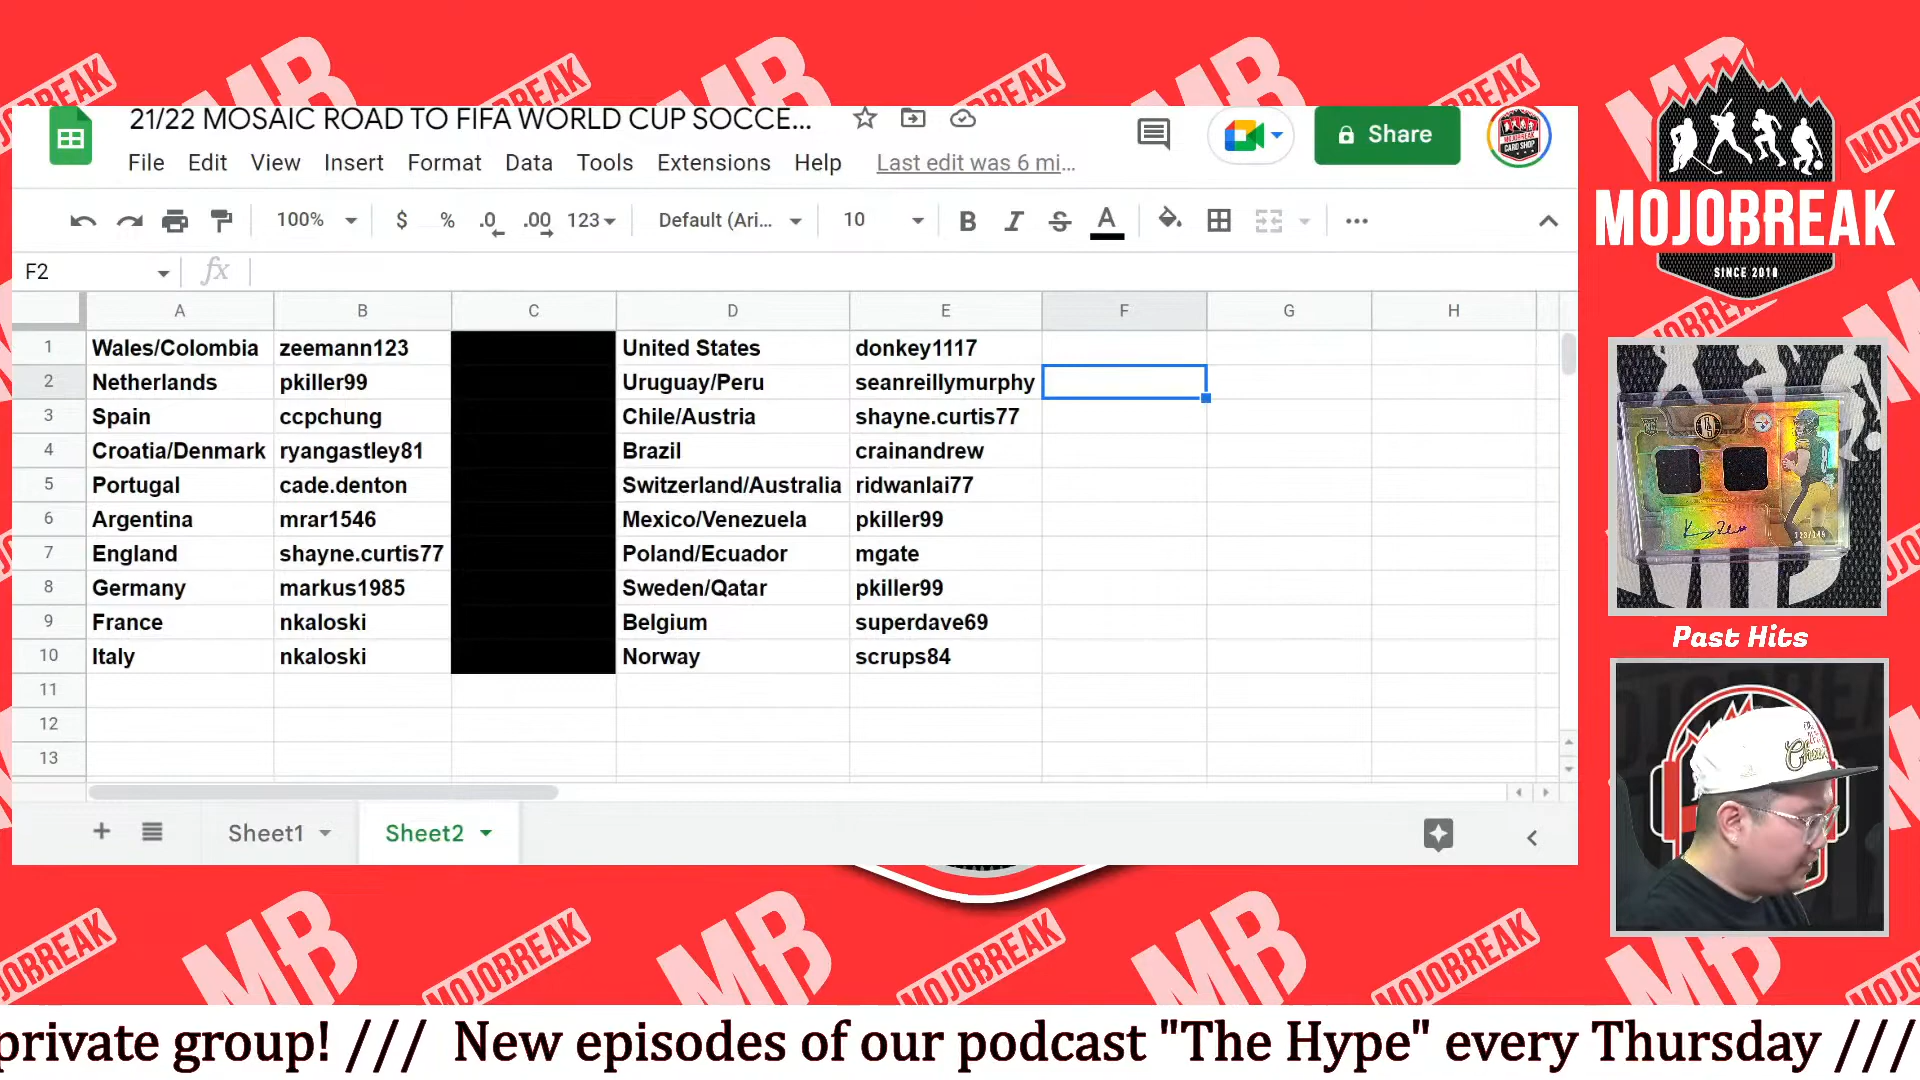 21/22 MOSAIC ROAD TO FIFA WORLD CUP SOCCE...
File Edit View Insert Format Data Tools Extensions Help Last edit was 6 mi...
Share
100% $ % .0 .00 123 Default (Ari... 10 B I S A
F2 fx
A B C D E F G H
1 Wales/Colombia zeemann123 United States donkey1117
2 Netherlands pkiller99 Uruguay/Peru seanreillymurphy
3 Spain ccpchung Chile/Austria shayne.curtis77
4 Croatia/Denmark ryangastley81 Brazil crainandrew
5 Portugal cade.denton Switzerland/Australia ridwanlai77
6 Argentina mrar1546 Mexico/Venezuela pkiller99
7 England shayne.curtis77 Poland/Ecuador mgate
8 Germany markus1985 Sweden/Qatar pkiller99
9 France nkaloski Belgium superdave69
10 Italy nkaloski Norway scrups84
11
12
13
Sheet1 Sheet2
MOJOBREAK
SINCE 2010
Past Hits
MB MOJOBREAK
private group! /// New episodes of our podcast "The Hype" every Thursday ///